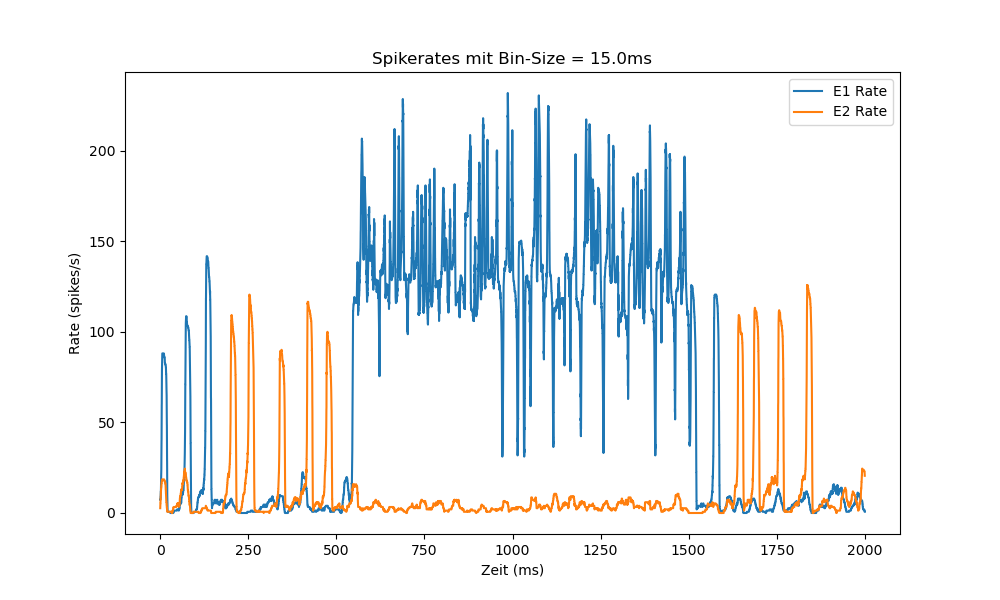 Spikerates mit Bin-Size = 15.0ms
E1 Rate
E2 Rate
Rate (spikes/s)
200
150
100
50
0
0 250 500 750 1000 1250 1500 1750 2000
Zeit (ms)